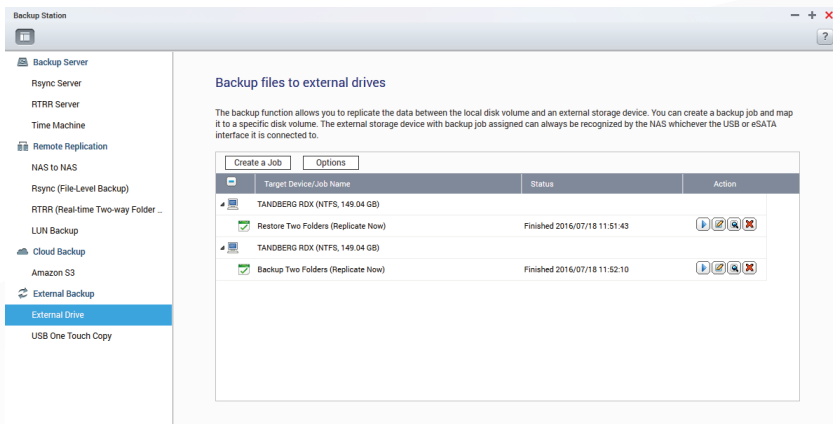 Backup Station
?
Backup Server
Rsync Server
RTRR Server
Time Machine
Remote Replication
NAS to NAS
Rsync (File-Level Backup)
RTRR (Real-time Two-way Folder ...
LUN Backup
Cloud Backup
Amazon S3
External Backup
External Drive
USB One Touch Copy
Backup files to external drives
The backup function allows you to replicate the data between the local disk volume and an external storage device. You can create a backup job and map
it to a specific disk volume. The external storage device with backup job assigned can always be recognized by the NAS whichever the USB or eSATA
interface it is connected to.
Create a Job Options
Target Device/Job Name Status Action
TANDBERG RDX (NTFS, 149.04 GB)
Restore Two Folders (Replicate Now) Finished 2016/07/18 11:51:43
TANDBERG RDX (NTFS, 149.04 GB)
Backup Two Folders (Replicate Now) Finished 2016/07/18 11:52:10